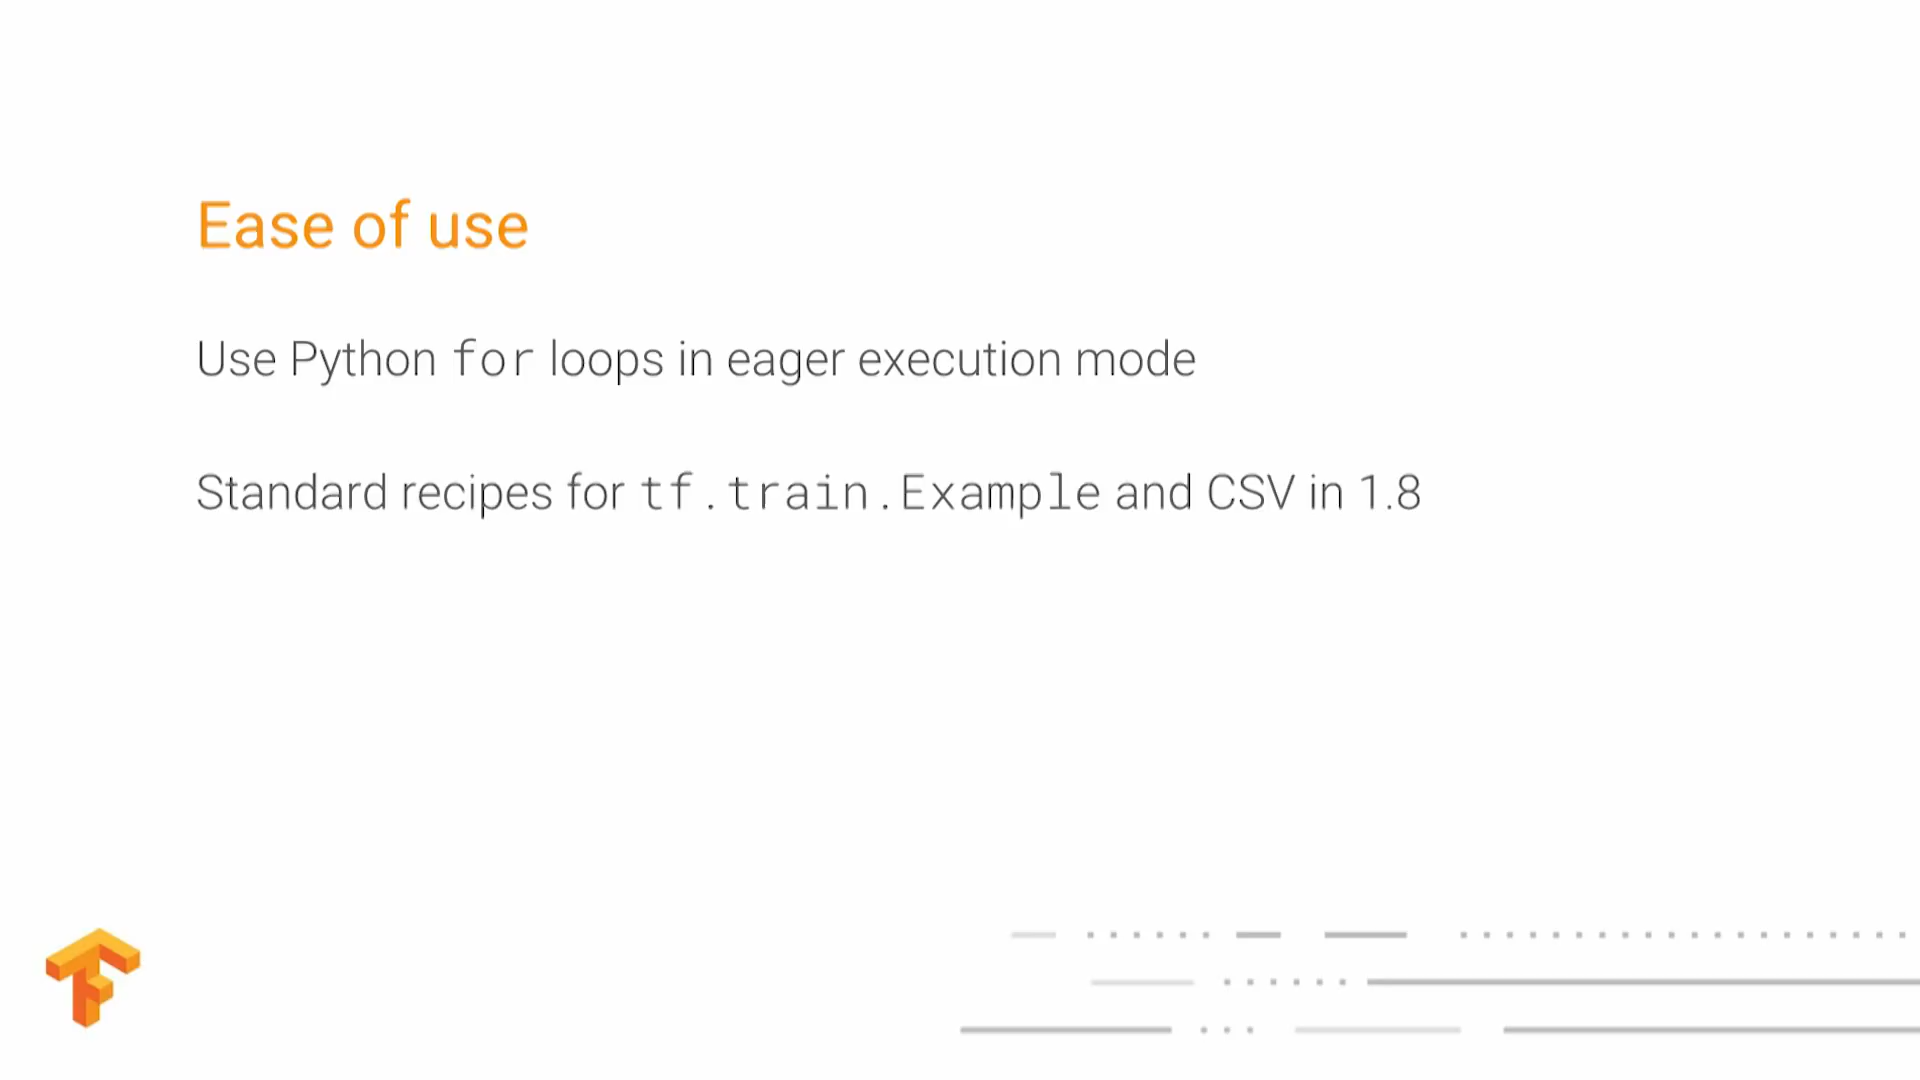 Ease of use
Use Python for loops in eager execution mode
Standard recipes for tf.train.Example and CSV in 1.8